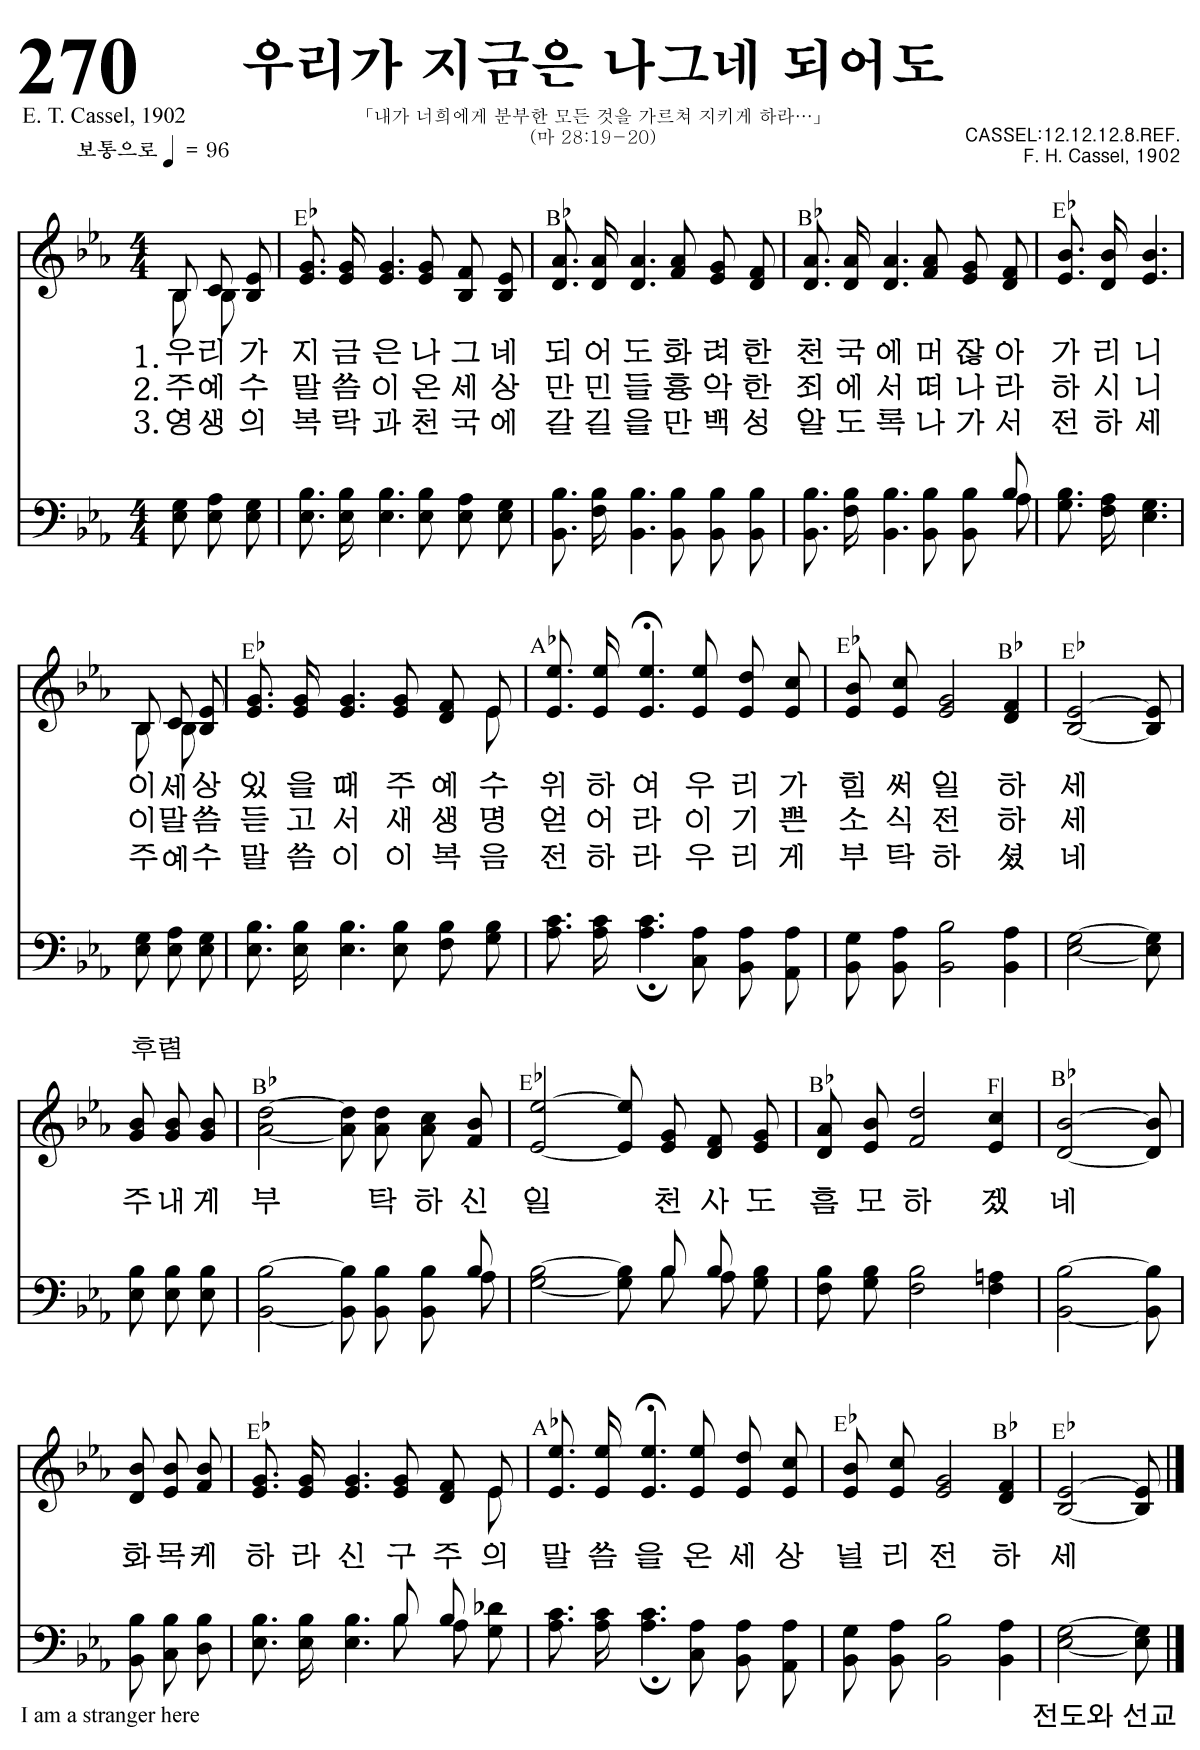 270 우리가 지금은 나그네 되어도
E. T. Cassel, 1902
「내가 너희에게 분부한 모든 것을 가르쳐 지키게 하라…」
(마 28:19-20)
보통으로 ♩ = 96
CASSEL:12.12.12.8.REF.
F. H. Cassel, 1902
E♭ B♭ B♭ E♭
1. 우리 가 지 금 은 나 그 네 되 어 도 화 려 한 천 국 에 머 잖 아 가 리 니
2. 주예 수 말 씀 이 온 세 상 만 민 들 흉 악 한 죄 에 서 떠 나 라 하 시 니
3. 영생 의 복 락 과 천 국 에 갈 길 을 만 백 성 알 도 록 나 가 서 전 하 세
E♭ A♭ E♭ B♭ E♭
이세상 있 을 때 주 예 수 위 하 여 우 리 가 힘 써 일 하 세
이말씀 듣 고 서 새 생 명 얻 어 라 이 기 쁜 소 식 전 하 세
주예수 말 씀 이 이 복 음 전 하 라 우 리 게 부 탁 하 셨 네
후렴
B♭ E♭ B♭ F B♭
주내게 부 탁 하 신 일 천 사 도 흠 모 하 겠 네
E♭ A♭ E♭ B♭ E♭
화목케 하 라 신 구 주 의 말 씀 을 온 세 상 널 리 전 하 세
I am a stranger here
전도와 선교